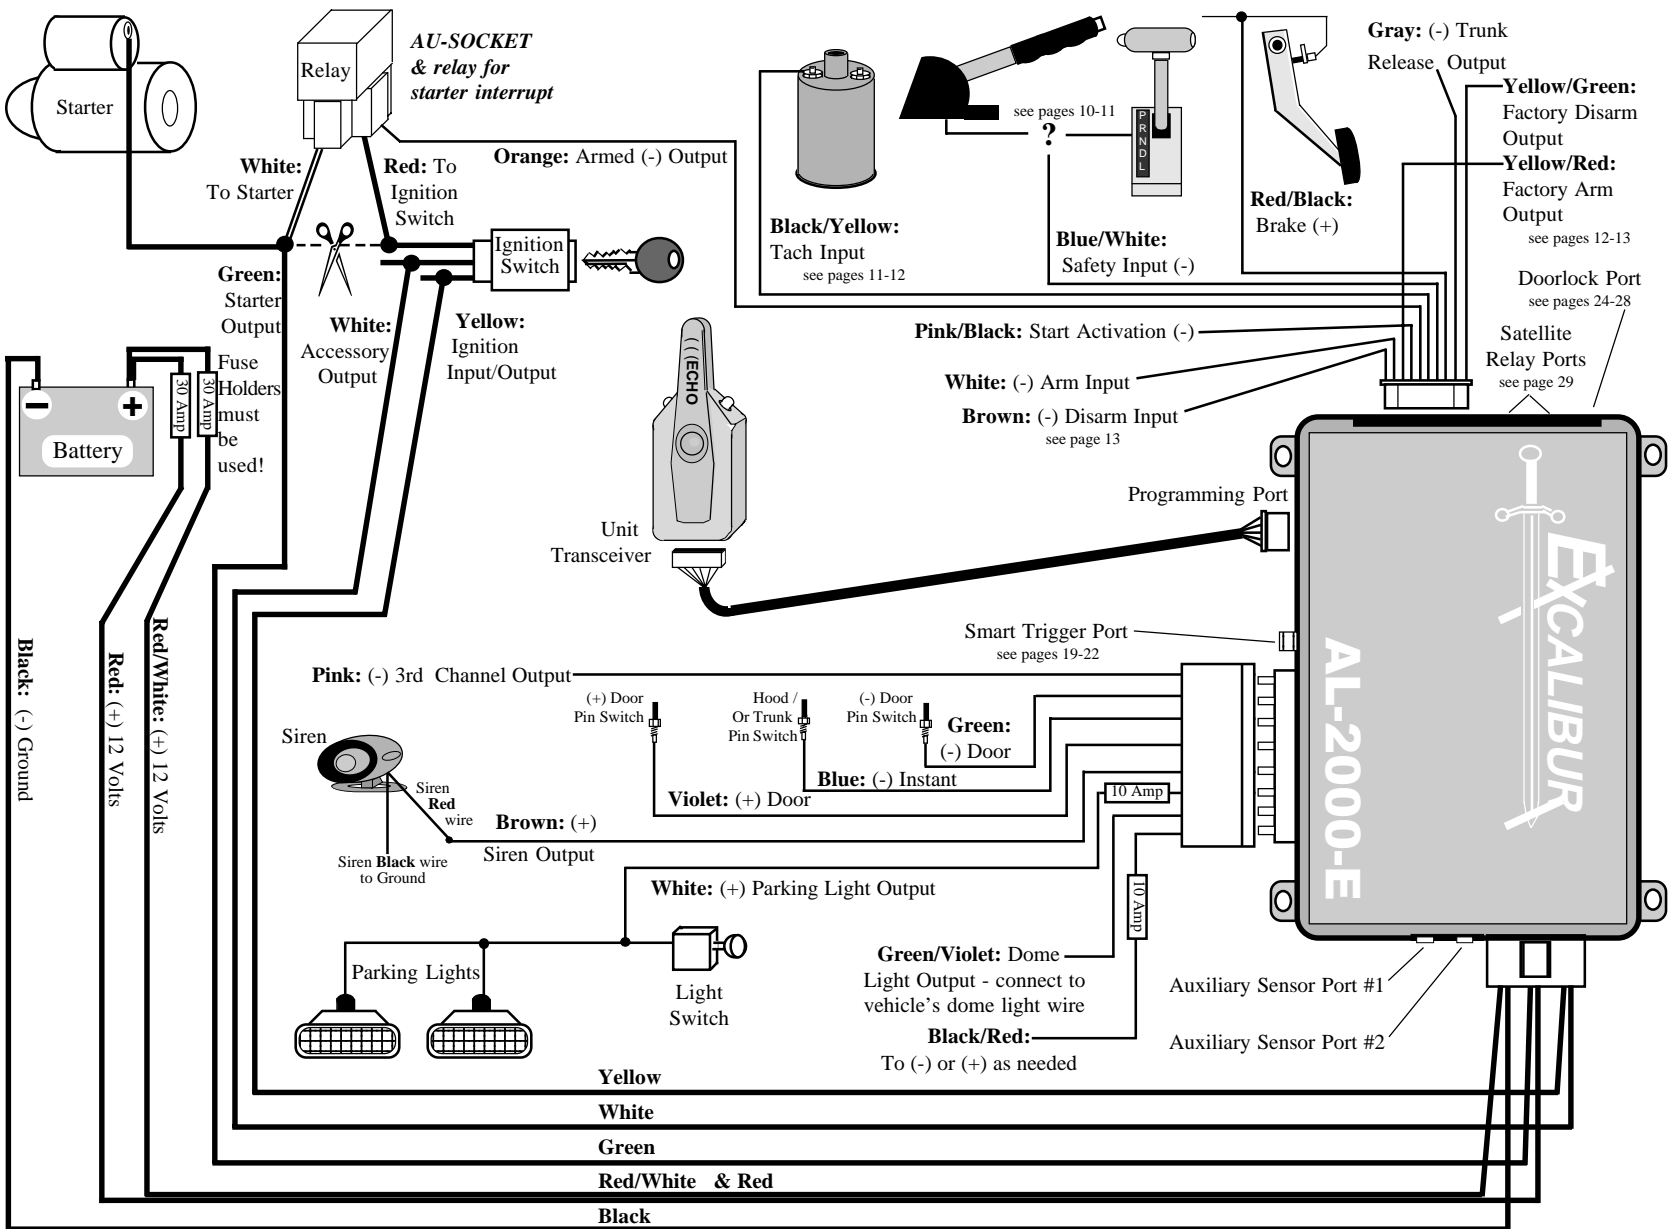 AU-SOCKET
& relay for
starter interrupt
Relay
Starter
White:
To Starter
Red: To
Ignition
Switch
Orange: Armed (-) Output
Ignition
Switch
Green:
Starter
Output
White:
Accessory
Output
Yellow:
Ignition
Input/Output
Fuse
Holders
must
be
used!
30 Amp
30 Amp
Battery
Black/Yellow:
Tach Input
see pages 11-12
see pages 10-11
?
P
R
N
D
L
Blue/White:
Safety Input (-)
Red/Black:
Brake (+)
Gray: (-) Trunk
Release Output
Yellow/Green:
Factory Disarm
Output
Yellow/Red:
Factory Arm
Output
see pages 12-13
Doorlock Port
see pages 24-28
Satellite
Relay Ports
see page 29
Pink/Black: Start Activation (-)
White: (-) Arm Input
Brown: (-) Disarm Input
see page 13
ECHO
Unit
Transceiver
Programming Port
EXCALIBUR
AL-2000-E
Smart Trigger Port
see pages 19-22
Black: (-) Ground
Red: (+) 12 Volts
Red/White: (+) 12 Volts
Pink: (-) 3rd Channel Output
(+) Door
Pin Switch
Hood /
Or Trunk
Pin Switch
(-) Door
Pin Switch
Green:
(-) Door
Blue: (-) Instant
Violet: (+) Door
10 Amp
Siren
Siren
Red
wire
Brown: (+)
Siren Output
Siren Black wire
to Ground
White: (+) Parking Light Output
10 Amp
Parking Lights
Light
Switch
Green/Violet: Dome
Light Output - connect to
vehicle's dome light wire
Black/Red:
To (-) or (+) as needed
Auxiliary Sensor Port #1
Auxiliary Sensor Port #2
Yellow
White
Green
Red/White & Red
Black